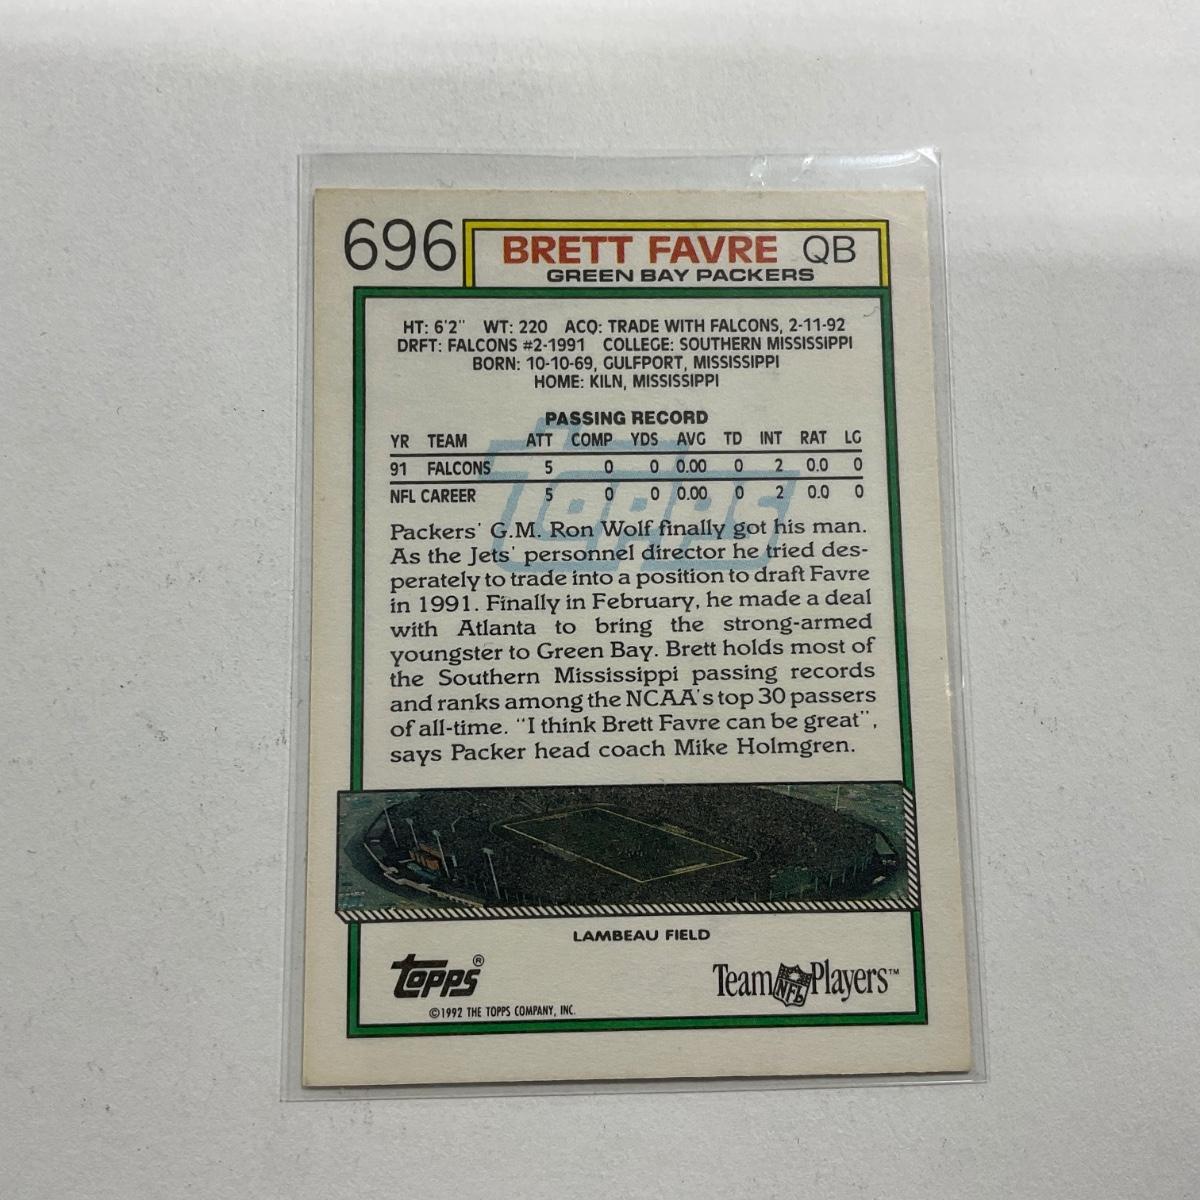 696 BRETT FAVRE QB
GREEN BAY PACKERS
HT: 6'2" WT: 220 ACQ: TRADE WITH FALCONS, 2-11-92
DRFT: FALCONS #2-1991 COLLEGE: SOUTHERN MISSISSIPPI
BORN: 10-10-69, GULFPORT, MISSISSIPPI
HOME: KILN, MISSISSIPPI
PASSING RECORD
YR TEAM ATT COMP YDS AVG TD INT RAT LG
91 FALCONS 5 0 0 0.00 0 2 0.0 0
NFL CAREER 5 0 0 0.00 0 2 0.0 0
Topps
Packers' G.M. Ron Wolf finally got his man.
As the Jets' personnel director he tried des-
perately to trade into a position to draft Favre
in 1991. Finally in February, he made a deal
with Atlanta to bring the strong-armed
youngster to Green Bay. Brett holds most of
the Southern Mississippi passing records
and ranks among the NCAA's top 30 passers
of all-time. "I think Brett Favre can be great",
says Packer head coach Mike Holmgren.
LAMBEAU FIELD
Topps® Team NFL Players™
©1992 THE TOPPS COMPANY, INC.